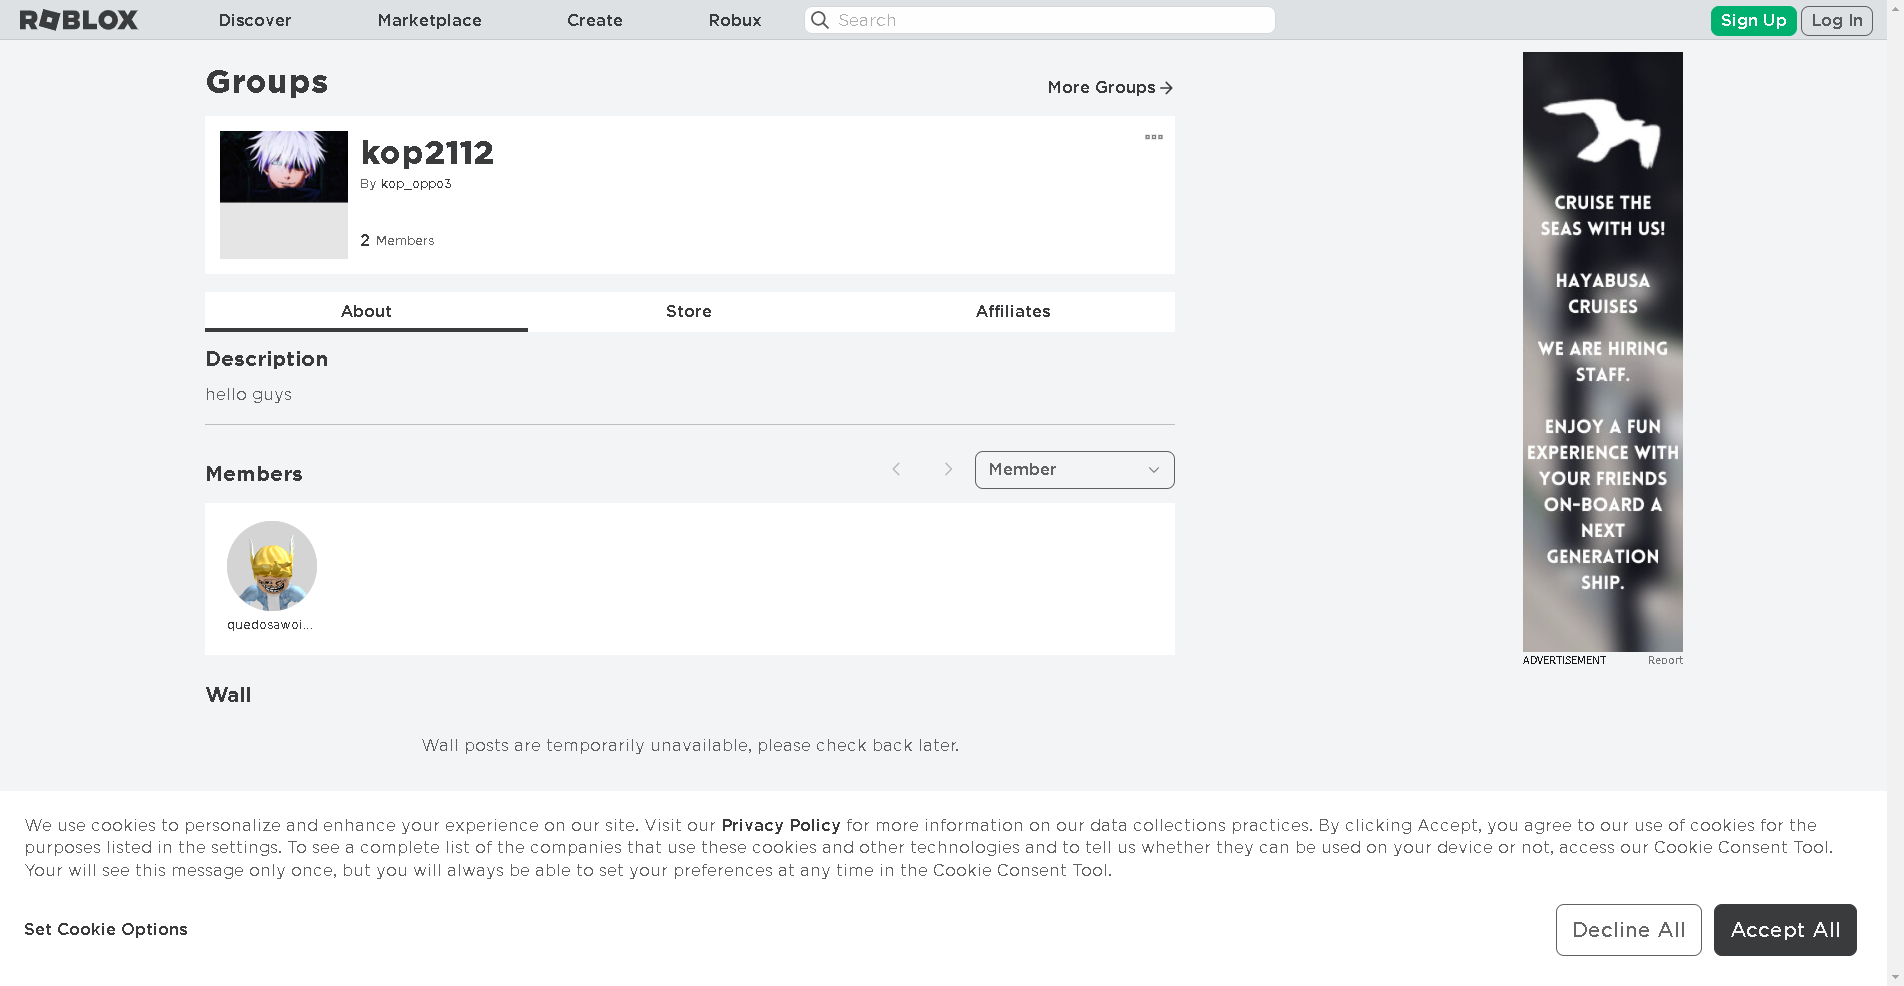 ROBLOX Discover Marketplace Create Robux Search Sign Up Log In
Groups
More Groups
kop2112
By kop_oppo3
2 Members
About Store Affiliates
Description
hello guys
Members
Member
quedosawoi...
Wall
Wall posts are temporarily unavailable, please check back later.
CRUISE THE
SEAS WITH US!
HAYABUSA
CRUISES
WE ARE HIRING
STAFF.
ENJOY A FUN
EXPERIENCE WITH
YOUR FRIENDS
ON-BOARD A
NEXT
GENERATION
SHIP.
ADVERTISEMENT Report
We use cookies to personalize and enhance your experience on our site. Visit our Privacy Policy for more information on our data collections practices. By clicking Accept, you agree to our use of cookies for the
purposes listed in the settings. To see a complete list of the companies that use these cookies and other technologies and to tell us whether they can be used on your device or not, access our Cookie Consent Tool.
Your will see this message only once, but you will always be able to set your preferences at any time in the Cookie Consent Tool.
Set Cookie Options
Decline All
Accept All